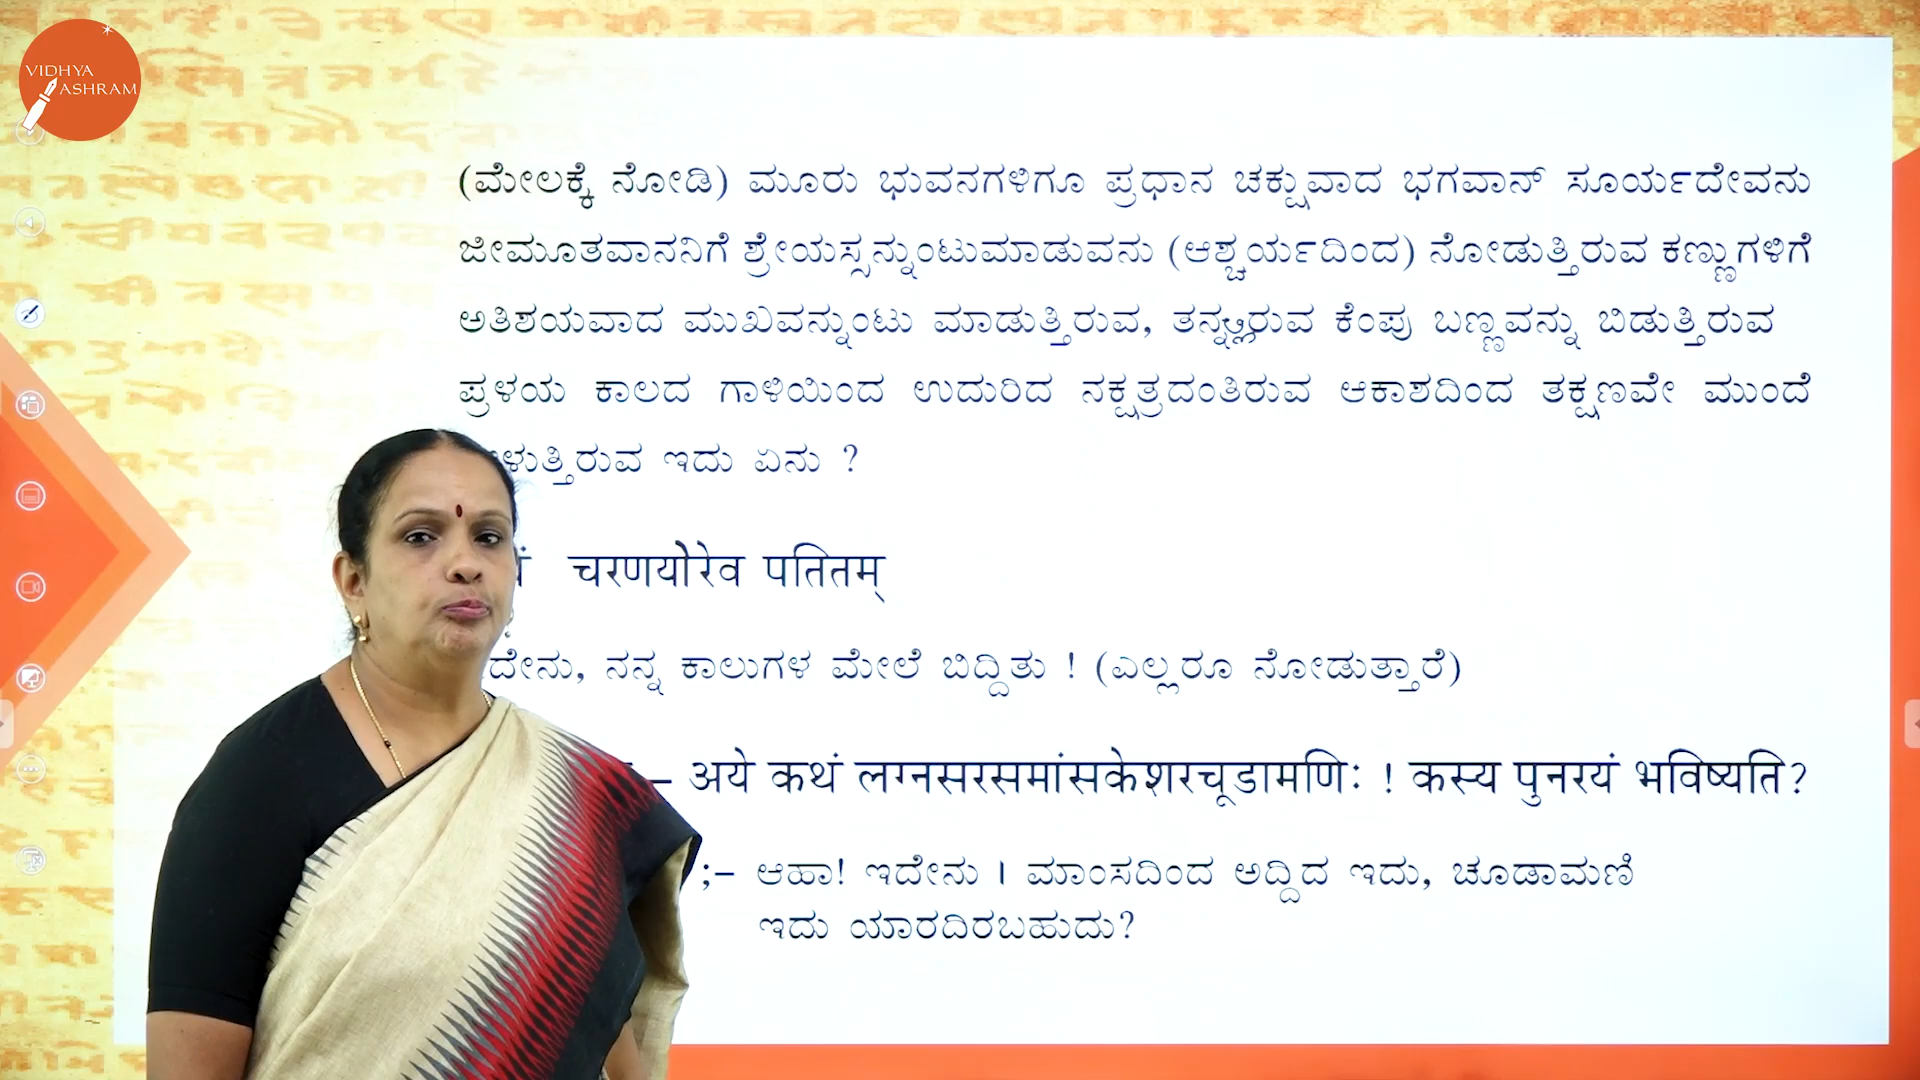 VIDHYA
ASHRAM
(ಮೇಲಕ್ಕೆ ನೋಡಿ) ಮೂರು ಭುವನಗಳಿಗೂ ಪ್ರಧಾನ ಚಕ್ಷುವಾದ ಭಗವಾನ್ ಸೂರ್ಯದೇವನು
ಜೀಮೂತವಾನನಿಗೆ ಶ್ರೇಯಸ್ಸನ್ನುಂಟುಮಾಡುವನು (ಆಶ್ಚರ್ಯದಿಂದ) ನೋಡುತ್ತಿರುವ ಕಣ್ಣುಗಳಿಗೆ
ಅತಿಶಯವಾದ ಮುಖವನ್ನುಂಟು ಮಾಡುತ್ತಿರುವ, ಕೆಂಪು ಬಣ್ಣವನ್ನು ಬಿಡುತ್ತಿರುವ
ಪ್ರಳಯ ಕಾಲದ ಗಾಳಿಯಿಂದ ಉದುರಿದ ನಕ್ಷತ್ರದಂತಿರುವ ಆಕಾಶದಿಂದ ತಕ್ಷಣವೇ ಮುಂದೆ
ಇದು ಏನು ?
चरणयोरेव पतितम्
ನನ್ನ ಕಾಲುಗಳ ಮೇಲೆ ಬಿದ್ದಿತು ! (ಎಲ್ಲರೂ ನೋಡುತ್ತಾರೆ)
– अये कथं लग्नसरसमांसकेशरचूडामणिः ! कस्य पुनरयं भविष्यति?
;– ಆಹಾ! ಇದೇನು । ಮಾಂಸದಿಂದ ಅದ್ದಿದ ಇದು, ಚೂಡಾಮಣಿ
ಇದು ಯಾರದಿರಬಹುದು?